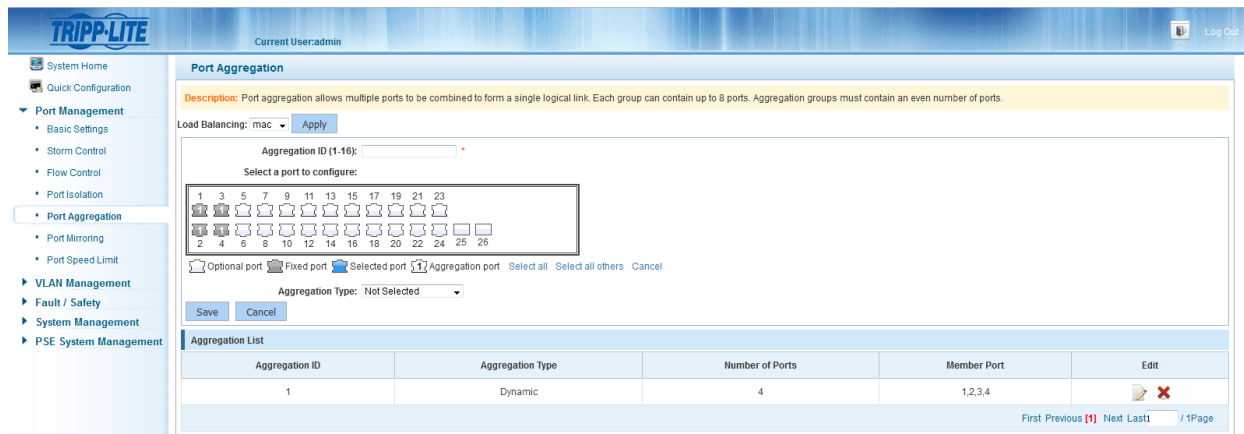 TRIPP·LITE
Current User:admin
Log Out
System Home
Quick Configuration
Port Management
Basic Settings
Storm Control
Flow Control
Port Isolation
Port Aggregation
Port Mirroring
Port Speed Limit
VLAN Management
Fault / Safety
System Management
PSE System Management
Port Aggregation
Description: Port aggregation allows multiple ports to be combined to form a single logical link. Each group can contain up to 8 ports. Aggregation groups must contain an even number of ports.
Load Balancing: mac Apply
Aggregation ID (1-16): *
Select a port to configure:
1 3 5 7 9 11 13 15 17 19 21 23
1 1
1 1
2 4 6 8 10 12 14 16 18 20 22 24 25 26
Optional port Fixed port Selected port 1 Aggregation port Select all Select all others Cancel
Aggregation Type: Not Selected
Save Cancel
Aggregation List
Aggregation ID Aggregation Type Number of Ports Member Port Edit
1 Dynamic 4 1,2,3,4
First Previous [1] Next Last 1 / 1Page